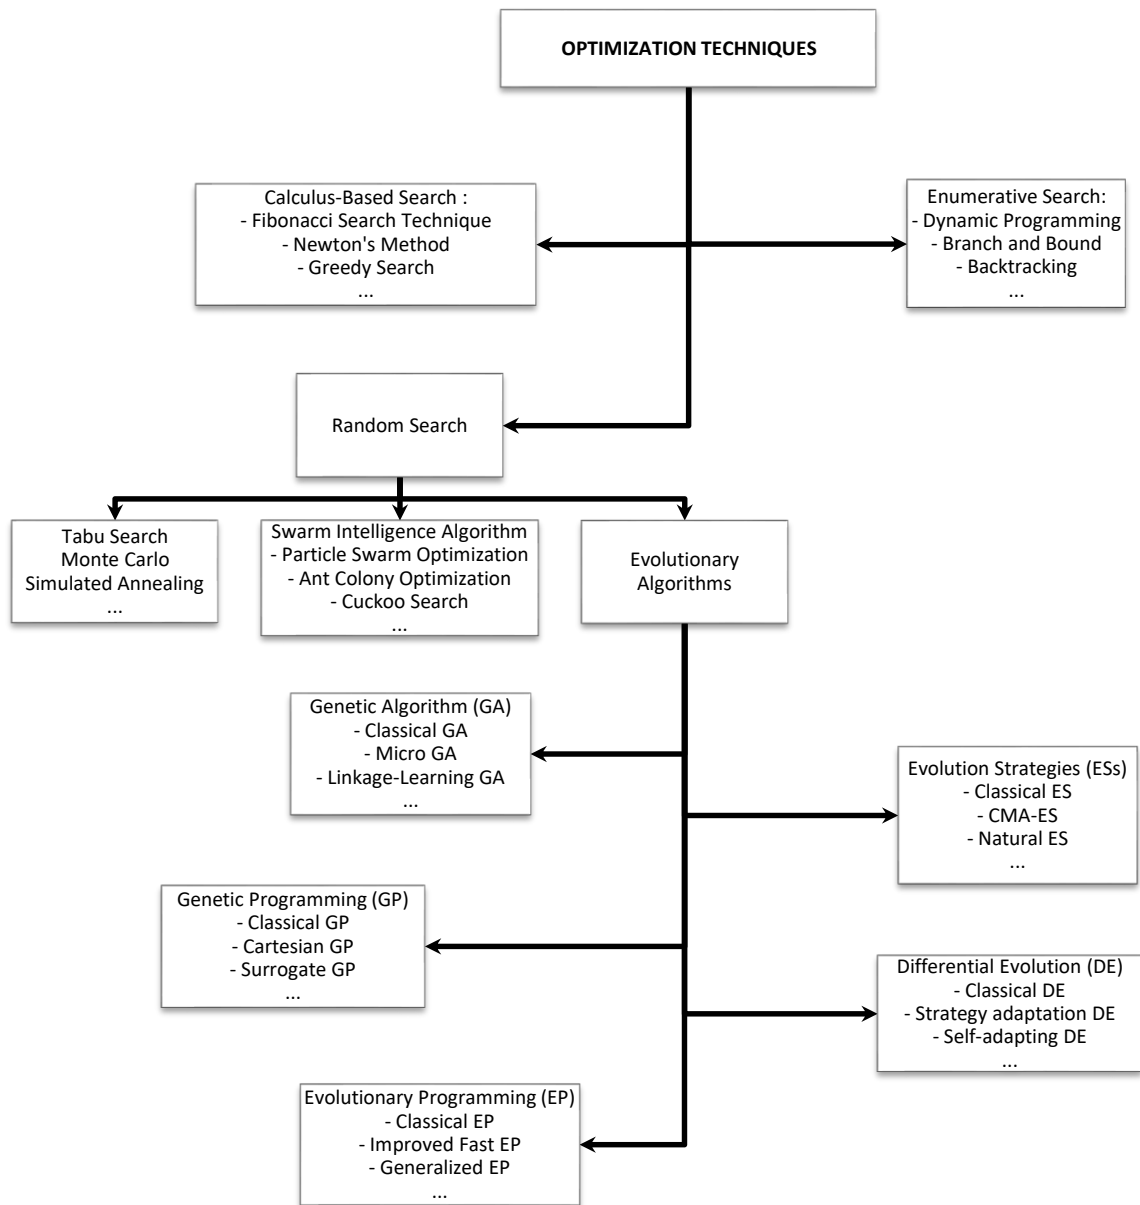 OPTIMIZATION TECHNIQUES
Calculus-Based Search :
- Fibonacci Search Technique
- Newton's Method
- Greedy Search
...
Enumerative Search:
- Dynamic Programming
- Branch and Bound
- Backtracking
...
Random Search
Tabu Search
Monte Carlo
Simulated Annealing
...
Swarm Intelligence Algorithm
- Particle Swarm Optimization
- Ant Colony Optimization
- Cuckoo Search
...
Evolutionary
Algorithms
Genetic Algorithm (GA)
- Classical GA
- Micro GA
- Linkage-Learning GA
...
Evolution Strategies (ESs)
- Classical ES
- CMA-ES
- Natural ES
...
Genetic Programming (GP)
- Classical GP
- Cartesian GP
- Surrogate GP
...
Differential Evolution (DE)
- Classical DE
- Strategy adaptation DE
- Self-adapting DE
...
Evolutionary Programming (EP)
- Classical EP
- Improved Fast EP
- Generalized EP
...